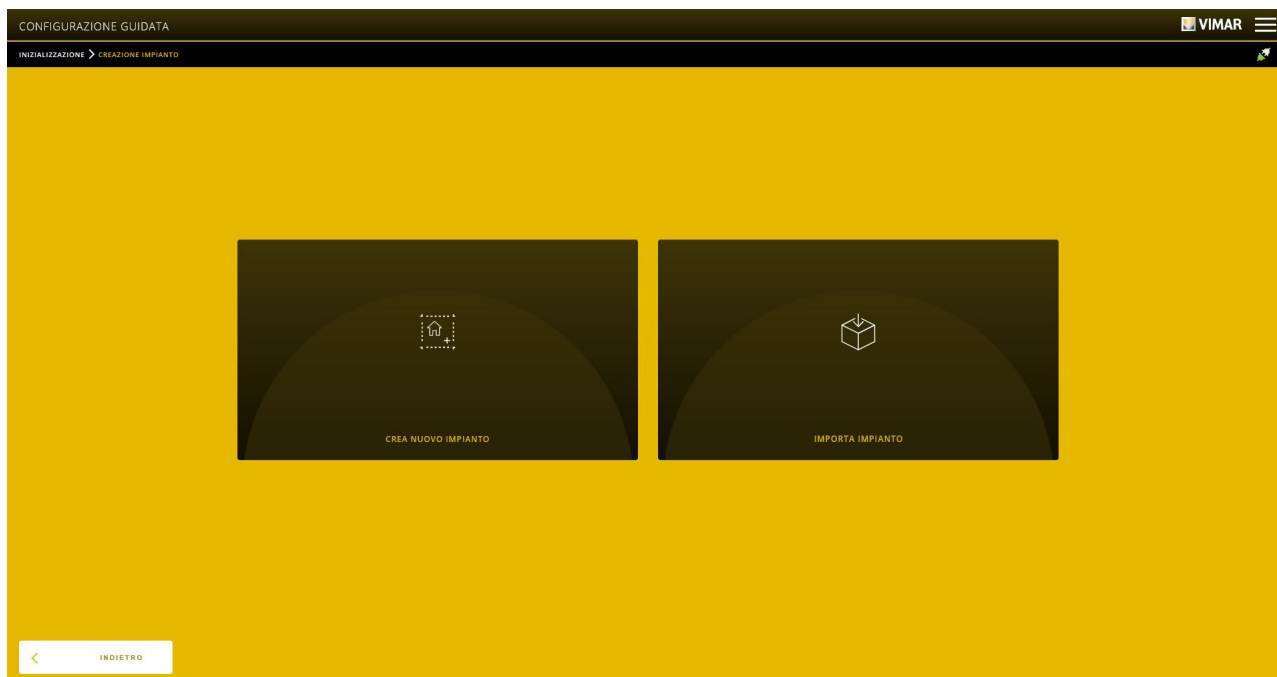 CONFIGURAZIONE GUIDATA
VIMAR
INIZIALIZZAZIONE > CREAZIONE IMPIANTO
CREA NUOVO IMPIANTO
IMPORTA IMPIANTO
INDIETRO